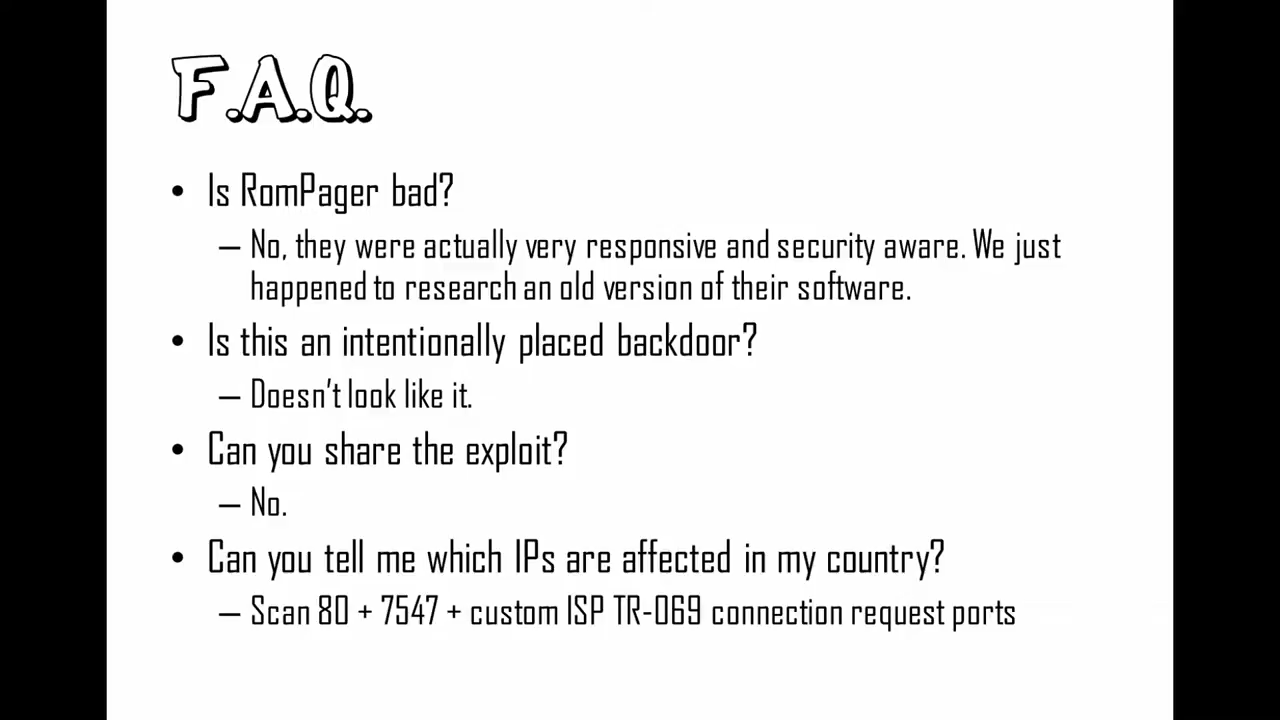 F.A.Q.
• Is RomPager bad?
– No, they were actually very responsive and security aware. We just
happened to research an old version of their software.
• Is this an intentionally placed backdoor?
– Doesn't look like it.
• Can you share the exploit?
– No.
• Can you tell me which IPs are affected in my country?
– Scan 80 + 7547 + custom ISP TR-069 connection request ports